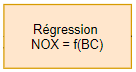 Régression
NOX = f(BC)